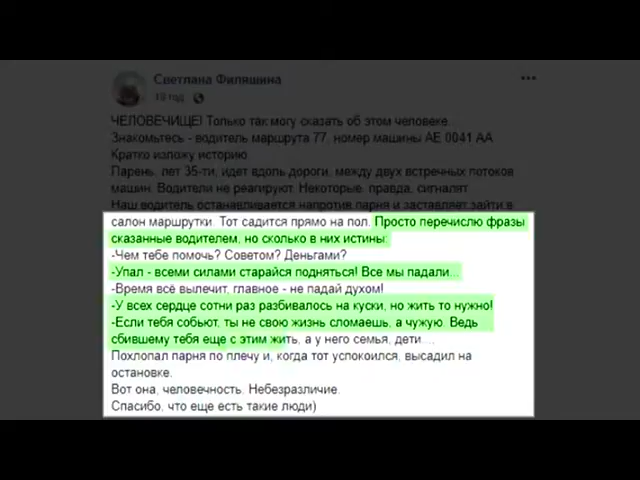 Светлана Филяшина
19 год
ЧЕЛОВЕЧИЩЕ! Только так могу сказать об этом человеке.
Знакомьтесь - водитель маршрута 77, номер машины АЕ 0041 АА
Кратко изложу историю
Парень, лет 35-ти, идет вдоль дороги, между двух встречных потоков
машин. Водители не реагируют. Некоторые, правда, сигналят
Наш водитель останавливается напротив парня и заставляет зайти в
салон маршрутки. Тот садится прямо на пол. Просто перечислю фразы
сказанные водителем, но сколько в них истины:
-Чем тебе помочь? Советом? Деньгами?
-Упал - всеми силами старайся подняться! Все мы падали...
-Время всё вылечит, главное - не падай духом!
-У всех сердце сотни раз разбивалось на куски, но жить то нужно!
-Если тебя собьют, ты не свою жизнь сломаешь, а чужую. Ведь
сбившему тебя еще с этим жить, а у него семья, дети....
Похлопал парня по плечу и, когда тот успокоился, высадил на
остановке.
Вот она, человечность. Небезразличие.
Спасибо, что еще есть такие люди)